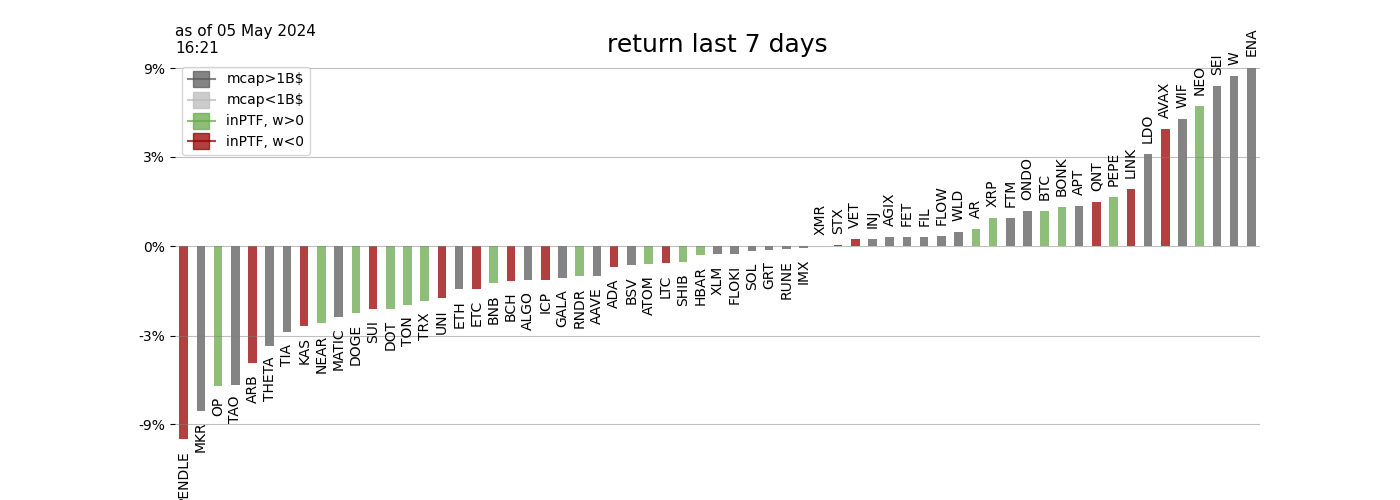 as of 05 May 2024
16:21
return last 7 days
mcap>1B$
mcap<1B$
inPTF, w>0
inPTF, w<0
9%
3%
0%
-3%
-9%
ENDLE
MKR
OP
TAO
ARB
THETA
TIA
KAS
NEAR
MATIC
DOGE
SUI
DOT
TON
TRX
UNI
ETH
ETC
BNB
BCH
ALGO
ICP
GALA
RNDR
AAVE
ADA
BSV
ATOM
LTC
SHIB
HBAR
XLM
FLOKI
SOL
GRT
RUNE
IMX
XMR
STX
VET
INJ
AGIX
FET
FIL
FLOW
WLD
AR
XRP
FTM
ONDO
BTC
BONK
APT
QNT
PEPE
LINK
LDO
AVAX
WIF
NEO
SEI
W
ENA